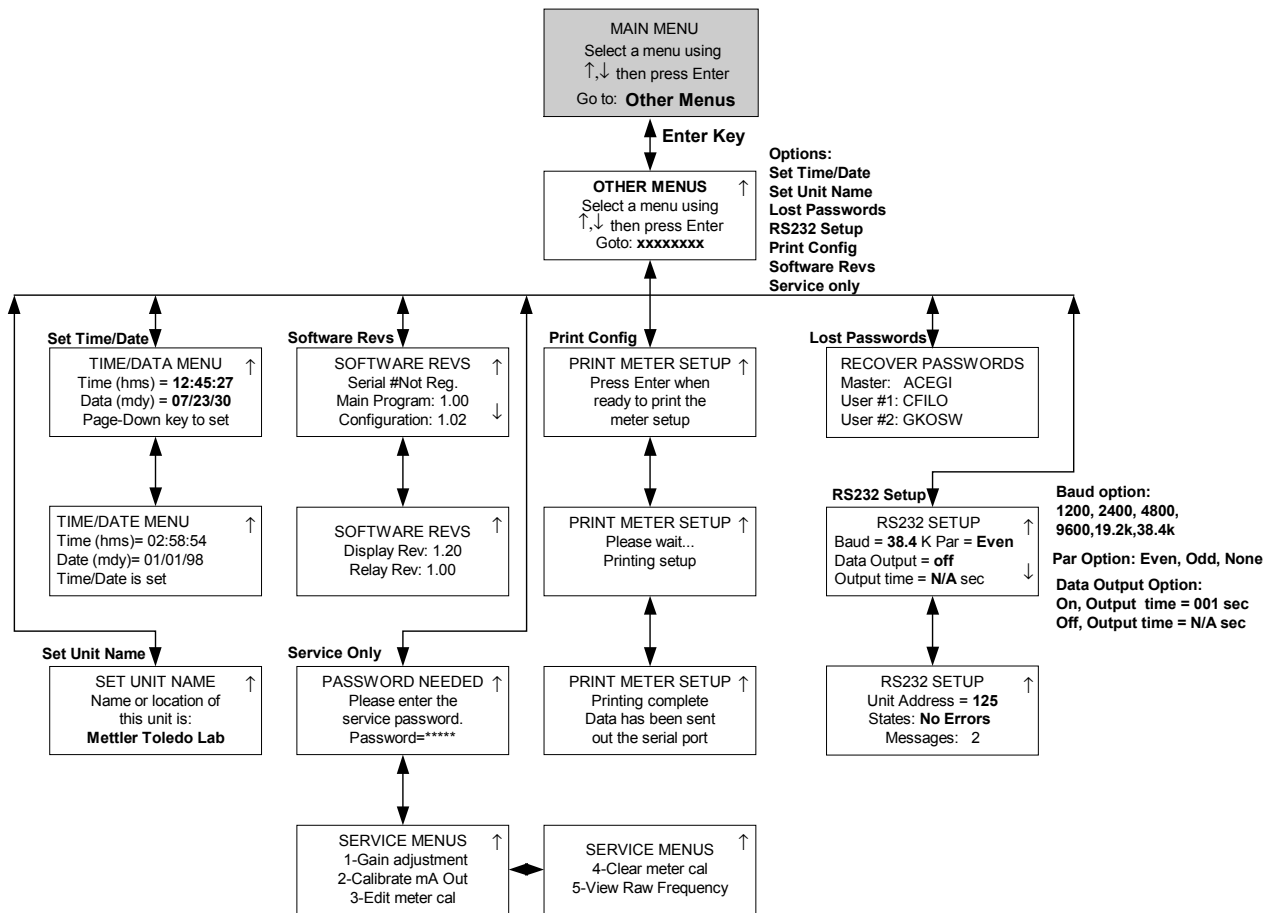 MAIN MENU
Select a menu using
↑,↓ then press Enter
Go to: Other Menus
Enter Key
OTHER MENUS ↑
Select a menu using
↑,↓ then press Enter
Goto: xxxxxxxx
Options:
Set Time/Date
Set Unit Name
Lost Passwords
RS232 Setup
Print Config
Software Revs
Service only
Set Time/Date
TIME/DATA MENU ↑
Time (hms) = 12:45:27
Data (mdy) = 07/23/30
Page-Down key to set
TIME/DATE MENU ↑
Time (hms)= 02:58:54
Date (mdy)= 01/01/98
Time/Date is set
Set Unit Name
SET UNIT NAME ↑
Name or location of
this unit is:
Mettler Toledo Lab
Software Revs
SOFTWARE REVS ↑
Serial #Not Reg.
Main Program: 1.00
Configuration: 1.02 ↓
SOFTWARE REVS ↑
Display Rev: 1.20
Relay Rev: 1.00
Service Only
PASSWORD NEEDED ↑
Please enter the
service password.
Password=*****
SERVICE MENUS ↑
1-Gain adjustment
2-Calibrate mA Out
3-Edit meter cal
SERVICE MENUS ↑
4-Clear meter cal
5-View Raw Frequency
Print Config
PRINT METER SETUP ↑
Press Enter when
ready to print the
meter setup
PRINT METER SETUP ↑
Please wait...
Printing setup
PRINT METER SETUP ↑
Printing complete
Data has been sent
out the serial port
Lost Passwords
RECOVER PASSWORDS
Master: ACEGI
User #1: CFILO
User #2: GKOSW
RS232 Setup
RS232 SETUP ↑
Baud = 38.4 K Par = Even
Data Output = off
Output time = N/A sec ↓
Baud option:
1200, 2400, 4800,
9600,19.2k,38.4k
Par Option: Even, Odd, None
Data Output Option:
On, Output time = 001 sec
Off, Output time = N/A sec
RS232 SETUP ↑
Unit Address = 125
States: No Errors
Messages: 2